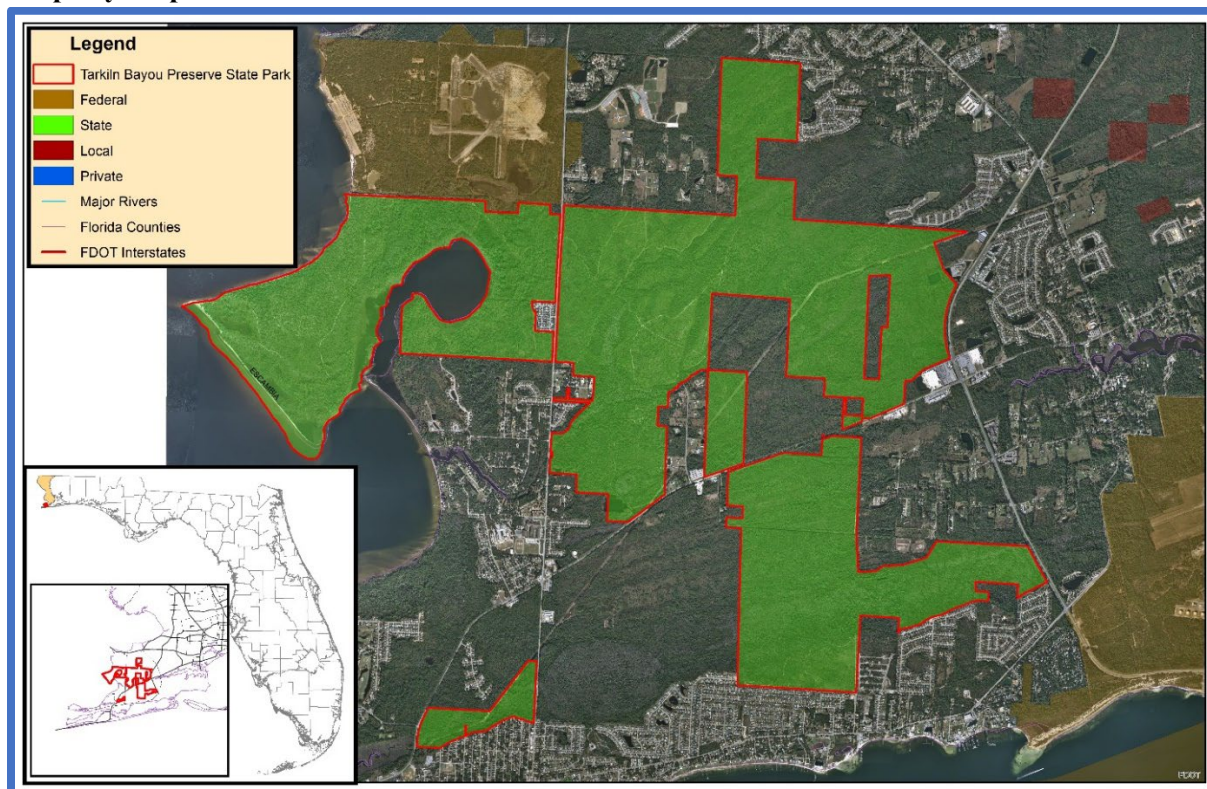 Legend
Tarkiln Bayou Preserve State Park
Federal
State
Local
Private
Major Rivers
Florida Counties
FDOT Interstates
ESCAMBIA
FDOT